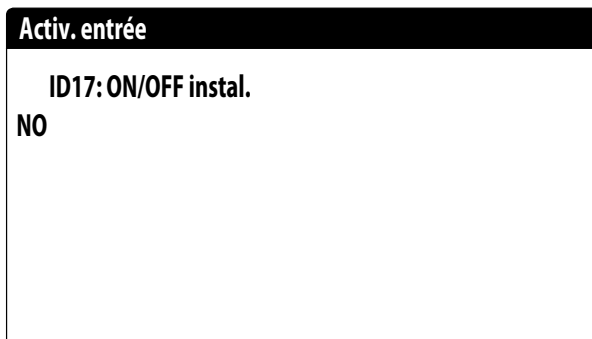 Activ. entrée
ID17: ON/OFF instal.
NO